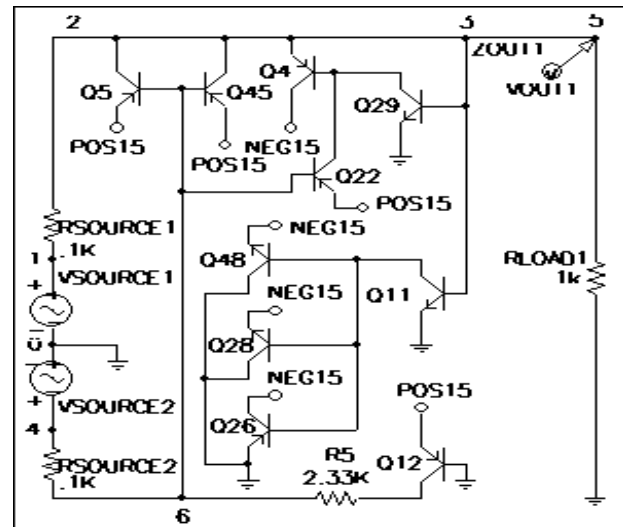 2 3 5
ZOUT1
VOUT1
Q5 Q45 Q4 Q29
POS15 POS15 NEG15
Q22
POS15
RSOURCE1
.1K
1
VSOURCE1
+
0
VSOURCE2
+
4
RSOURCE2
.1K
6
NEG15
Q48
NEG15
Q28
NEG15
Q26
Q11
RLOAD1
1k
POS15
Q12
R5
2.33K